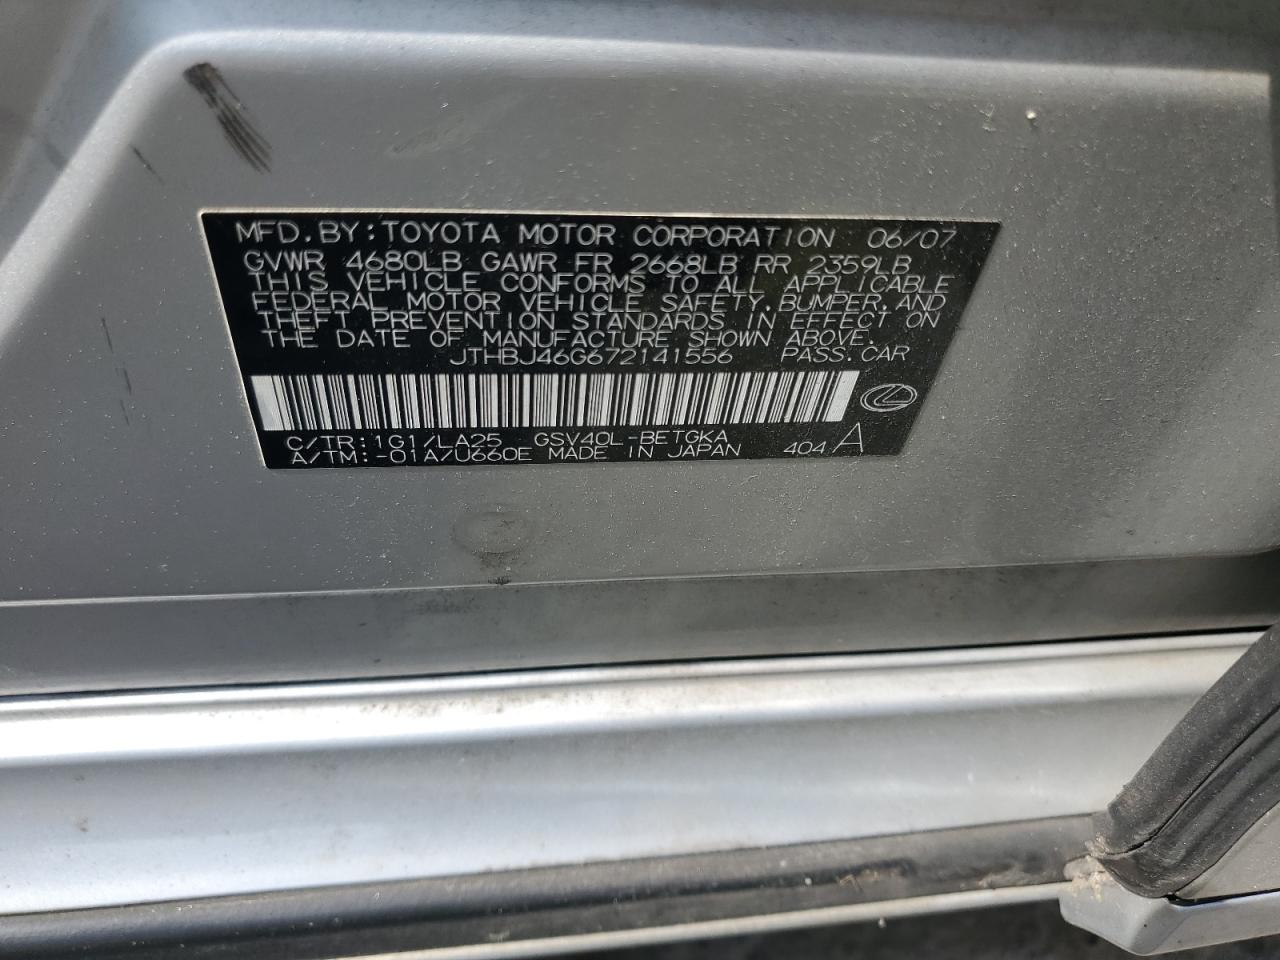 MFD.BY:TOYOTA MOTOR CORPORATION 06/07
GVWR 4680LB GAWR FR 2668LB RR 2359LB
THIS VEHICLE CONFORMS TO ALL APPLICABLE
FEDERAL MOTOR VEHICLE SAFETY,BUMPER,AND
THEFT PREVENTION STANDARDS IN EFFECT ON
THE DATE OF MANUFACTURE SHOWN ABOVE.
JTHBJ46G672141556 PASS.CAR
C/TR:1G1/LA25 GSV40L-BETGKA
A/TM:-01A/U660E MADE IN JAPAN 404 A